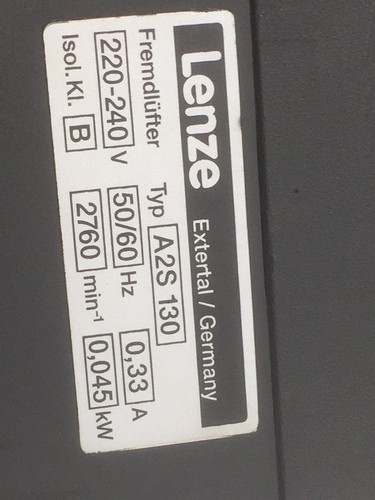 Lenze Extertal / Germany
Fremdlüfter Typ A2S 130
220-240 V 50/60 Hz 0,33 A
Isol.Kl. B 2760 min-1 0,045 kW